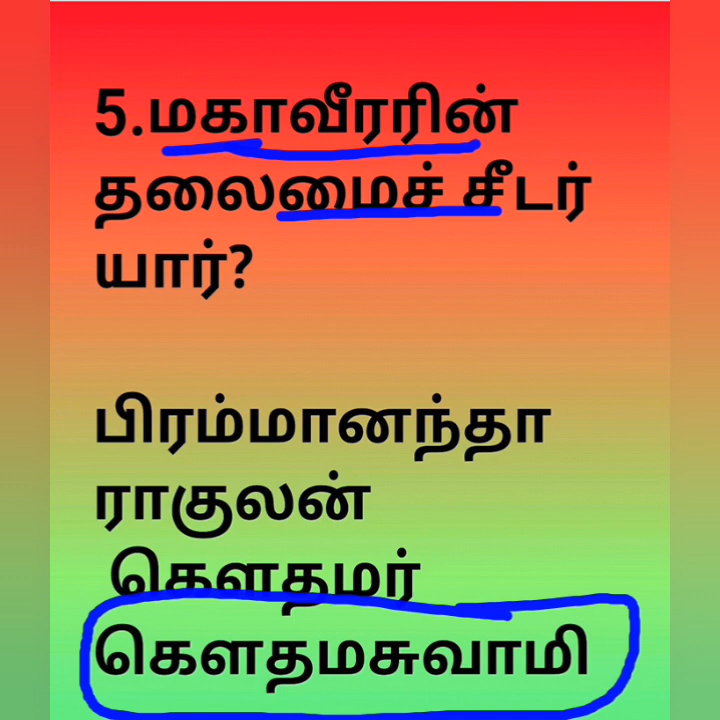 5.மகாவீரரின்
தலைமைச் சீடர்
யார்?
பிரம்மானந்தா
ராகுலன்
கௌதமர்
கௌதமசுவாமி